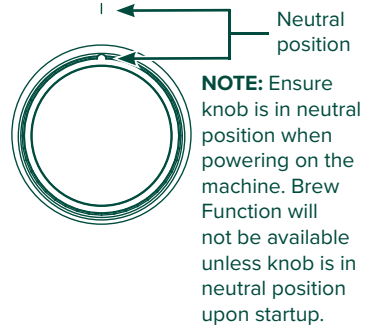 Neutral
position
NOTE: Ensure
knob is in neutral
position when
powering on the
machine. Brew
Function will
not be available
unless knob is in
neutral position
upon startup.